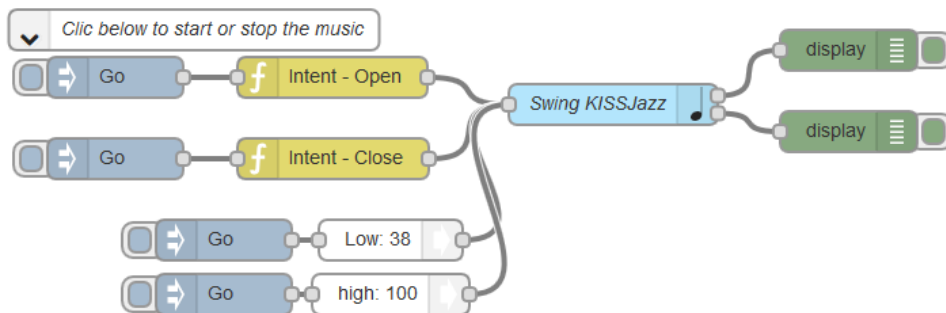 Clic below to start or stop the music
Go
Intent - Open
Swing KISSJazz
display
display
Go
Intent - Close
Go
Low: 38
Go
high: 100